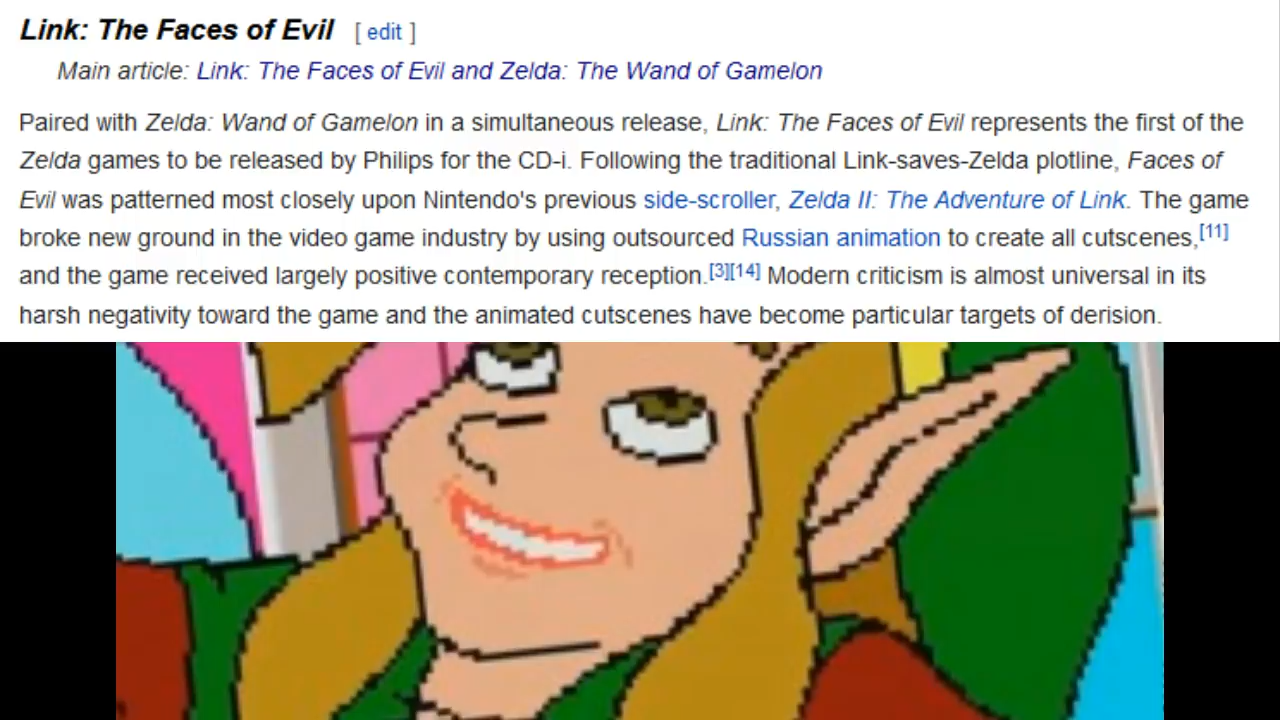 Link: The Faces of Evil [ edit ]
Main article: Link: The Faces of Evil and Zelda: The Wand of Gamelon
Paired with Zelda: Wand of Gamelon in a simultaneous release, Link: The Faces of Evil represents the first of the
Zelda games to be released by Philips for the CD-i. Following the traditional Link-saves-Zelda plotline, Faces of
Evil was patterned most closely upon Nintendo's previous side-scroller, Zelda II: The Adventure of Link. The game
broke new ground in the video game industry by using outsourced Russian animation to create all cutscenes,[11]
and the game received largely positive contemporary reception.[3][14] Modern criticism is almost universal in its
harsh negativity toward the game and the animated cutscenes have become particular targets of derision.